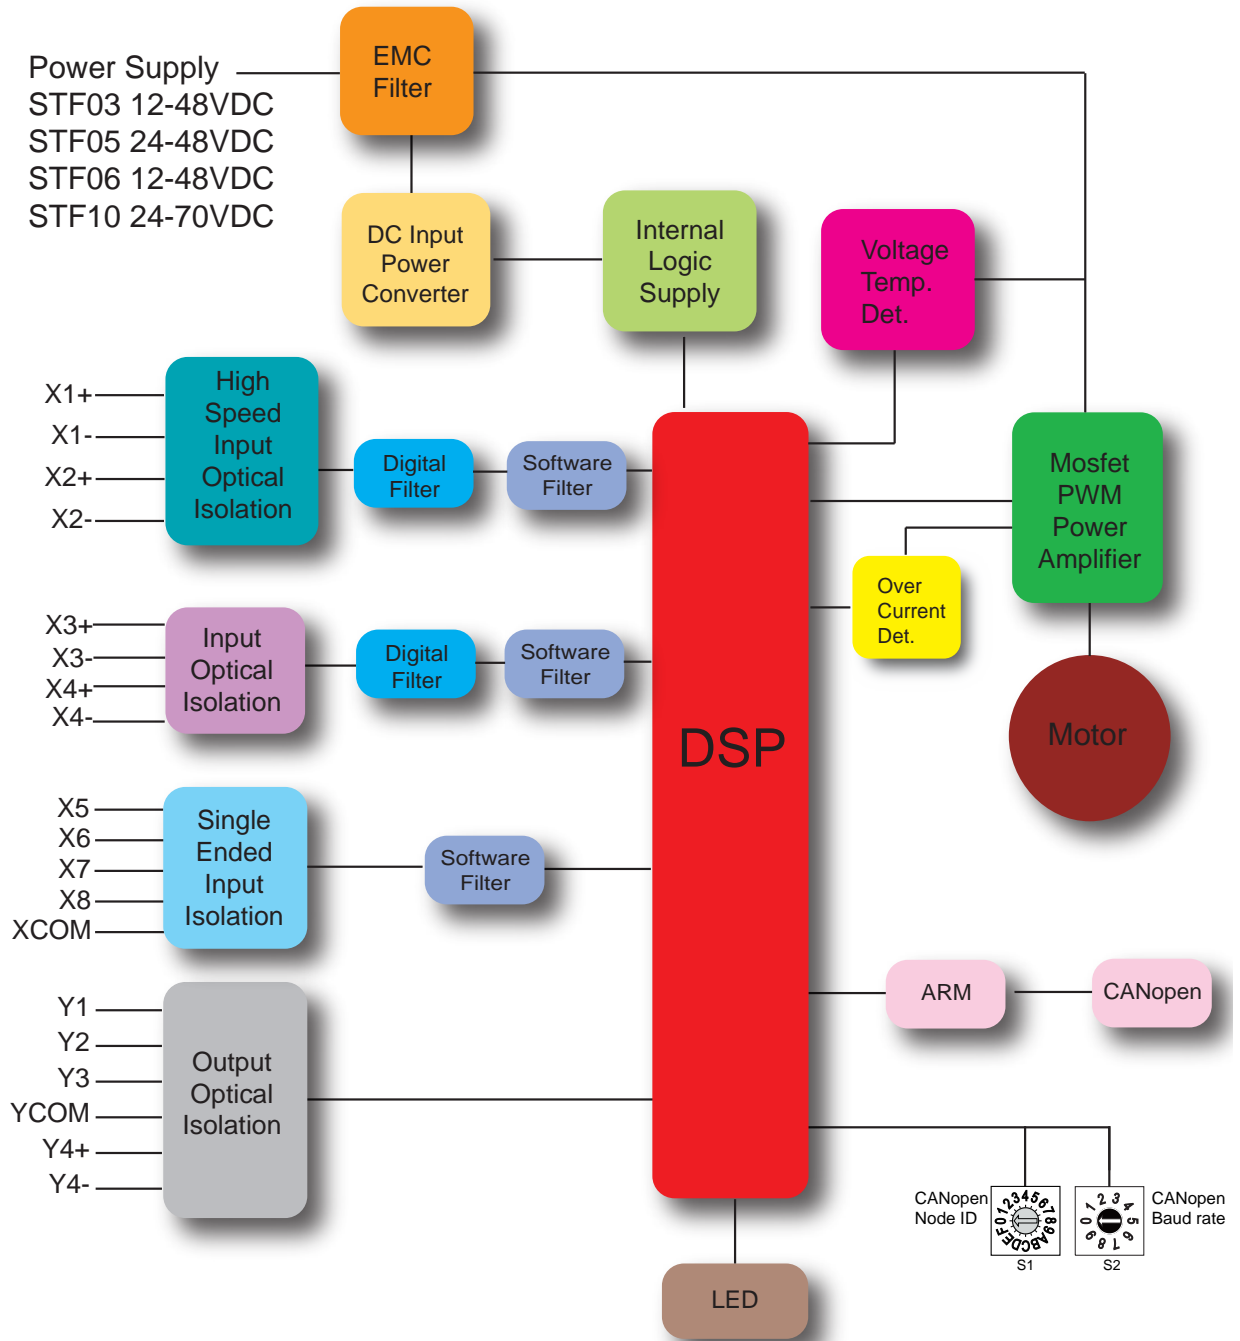 Power Supply
STF03 12-48VDC
STF05 24-48VDC
STF06 12-48VDC
STF10 24-70VDC
EMC
Filter
DC Input
Power
Converter
Internal
Logic
Supply
Voltage
Temp.
Det.
X1+
X1-
X2+
X2-
High
Speed
Input
Optical
Isolation
Digital
Filter
Software
Filter
Mosfet
PWM
Power
Amplifier
Over
Current
Det.
X3+
X3-
X4+
X4-
Input
Optical
Isolation
Digital
Filter
Software
Filter
DSP
Motor
X5
X6
X7
X8
XCOM
Single
Ended
Input
Isolation
Software
Filter
ARM
CANopen
Y1
Y2
Y3
YCOM
Y4+
Y4-
Output
Optical
Isolation
CANopen
Node ID
0123456789ABCDEF
S1
0123456789
S2
CANopen
Baud rate
LED